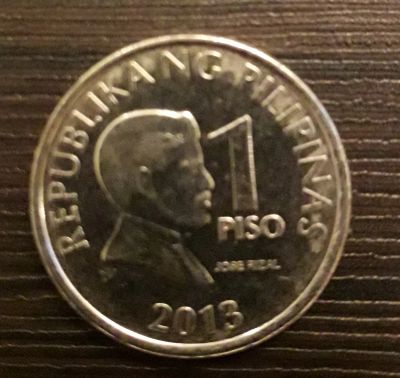 REPUBLIKA NG PILIPINAS
1
PISO
JOSE RIZAL
2013